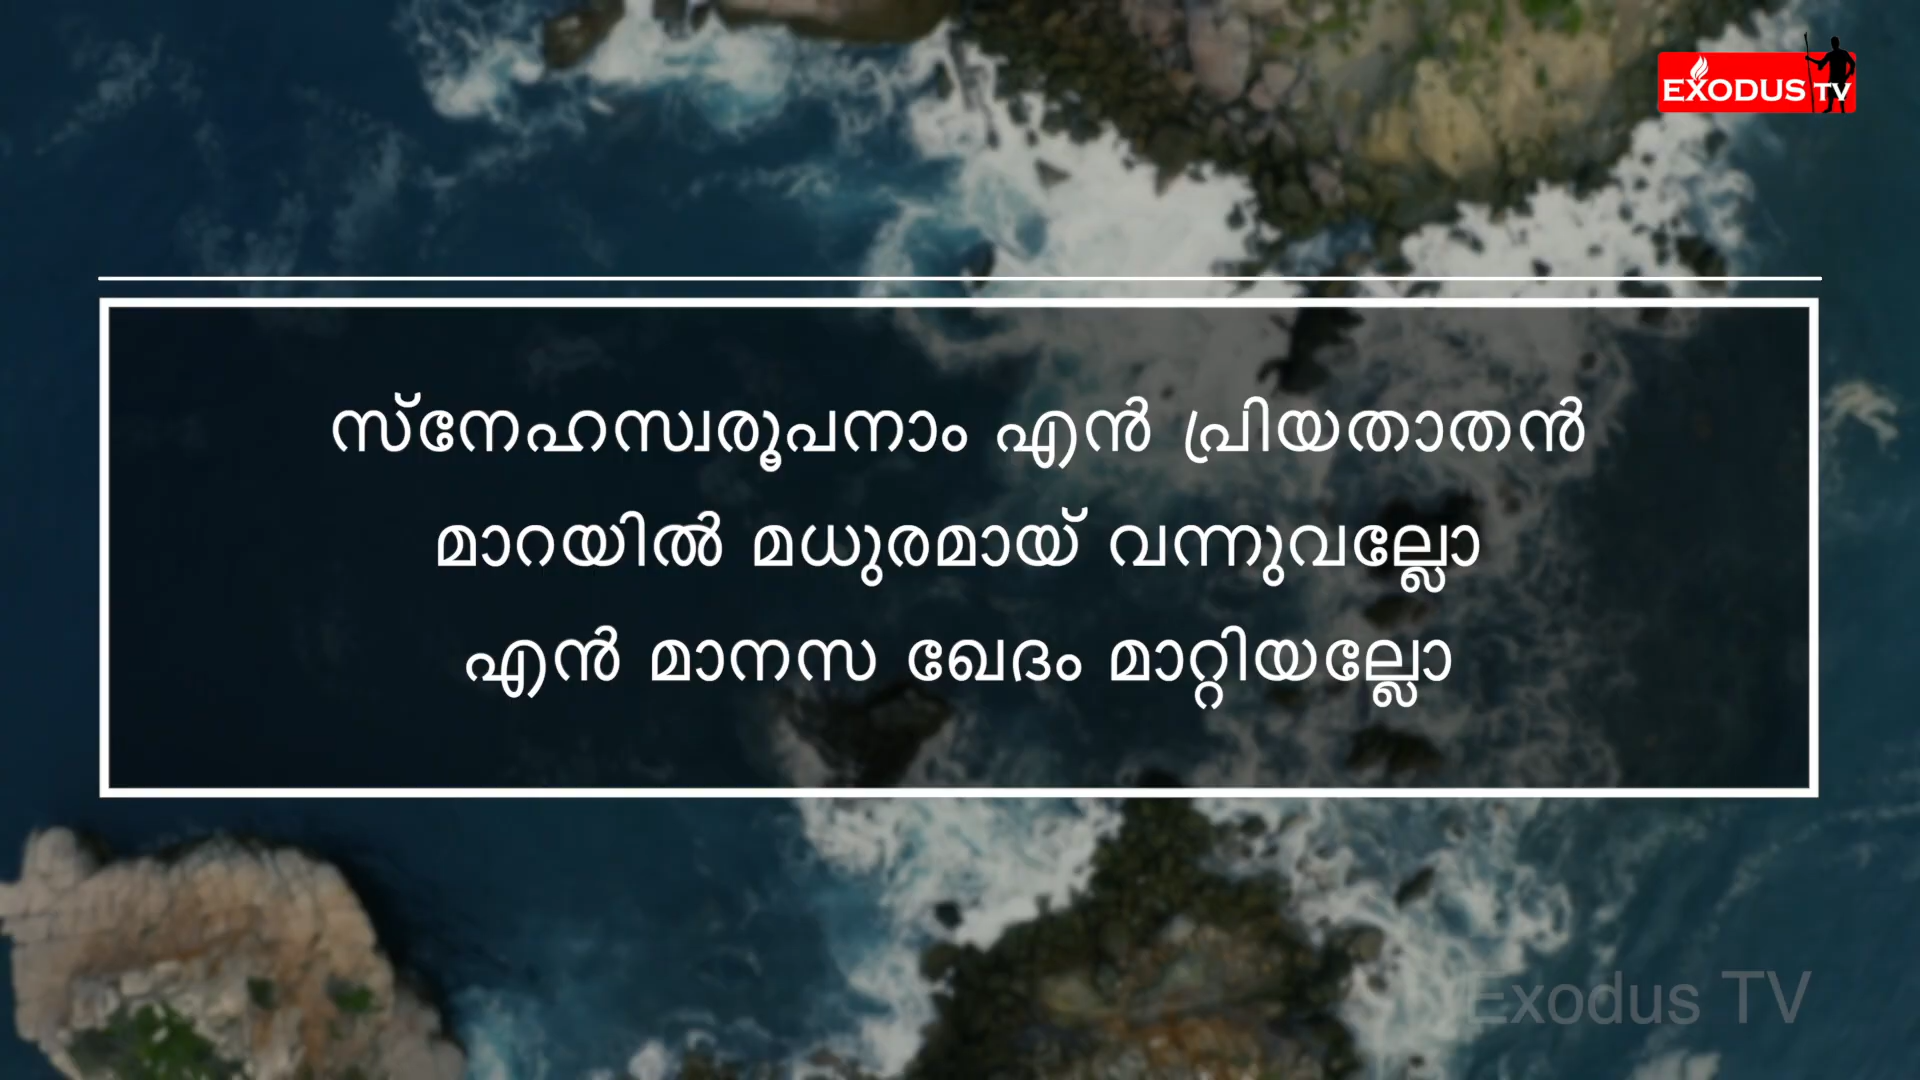 EXODUS TV
സ്നേഹസ്വരൂപനാം എൻ പ്രിയതാതൻ
മാറയിൽ മധുരമായ് വന്നുവല്ലോ
എൻ മാനസ ഖേദം മാറ്റിയല്ലോ
Exodus TV